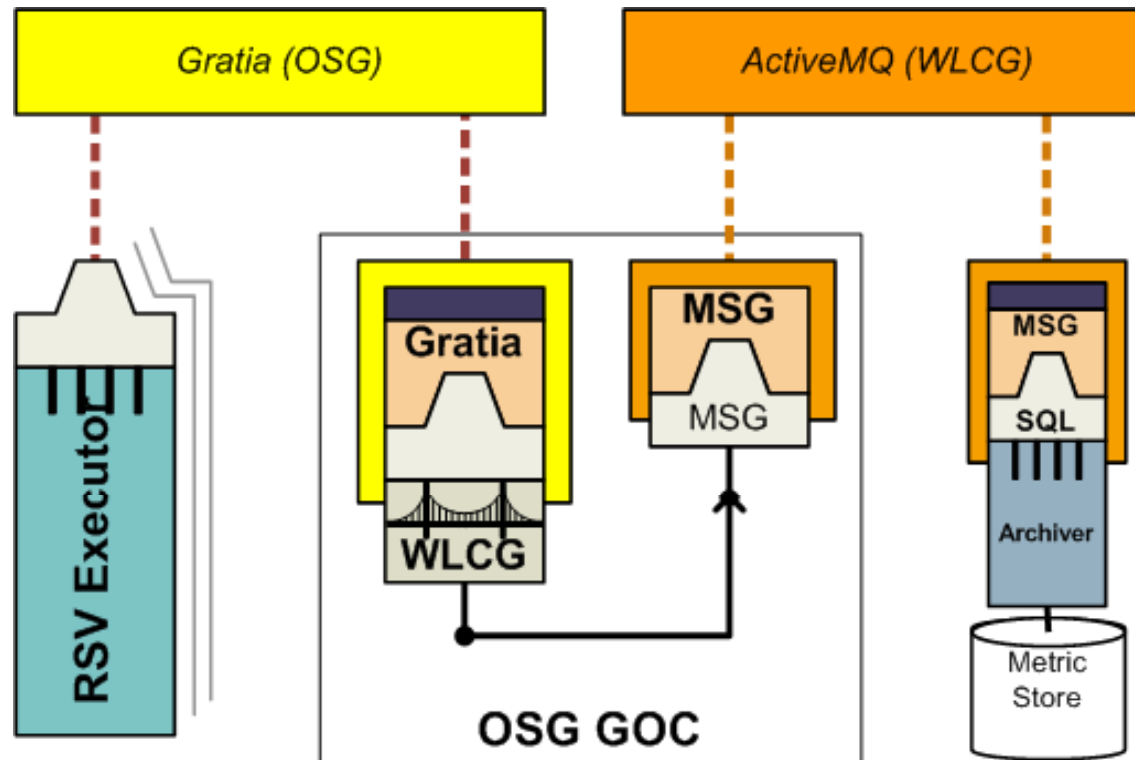 Gratia (OSG)
ActiveMQ (WLCG)
RSV Executor
Gratia
WLCG
MSG
MSG
OSG GOC
MSG
SQL
Archiver
Metric
Store